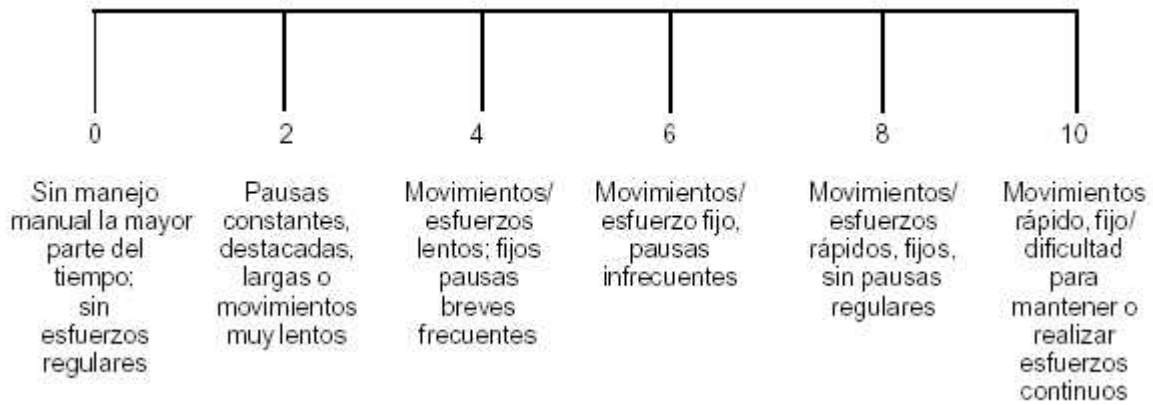 0
2
4
6
8
10
Sin manejo
manual la mayor
parte del
tiempo;
sin
esfuerzos
regulares
Pausas
constantes,
destacadas,
largas o
movimientos
muy lentos
Movimientos/
esfuerzos
lentos; fijos
pausas
breves
frecuentes
Movimientos/
esfuerzo fijo,
pausas
infrecuentes
Movimientos/
esfuerzos
rápidos, fijos,
sin pausas
regulares
Movimientos
rápido, fijo/
dificultad
para
mantener o
realizar
esfuerzos
continuos